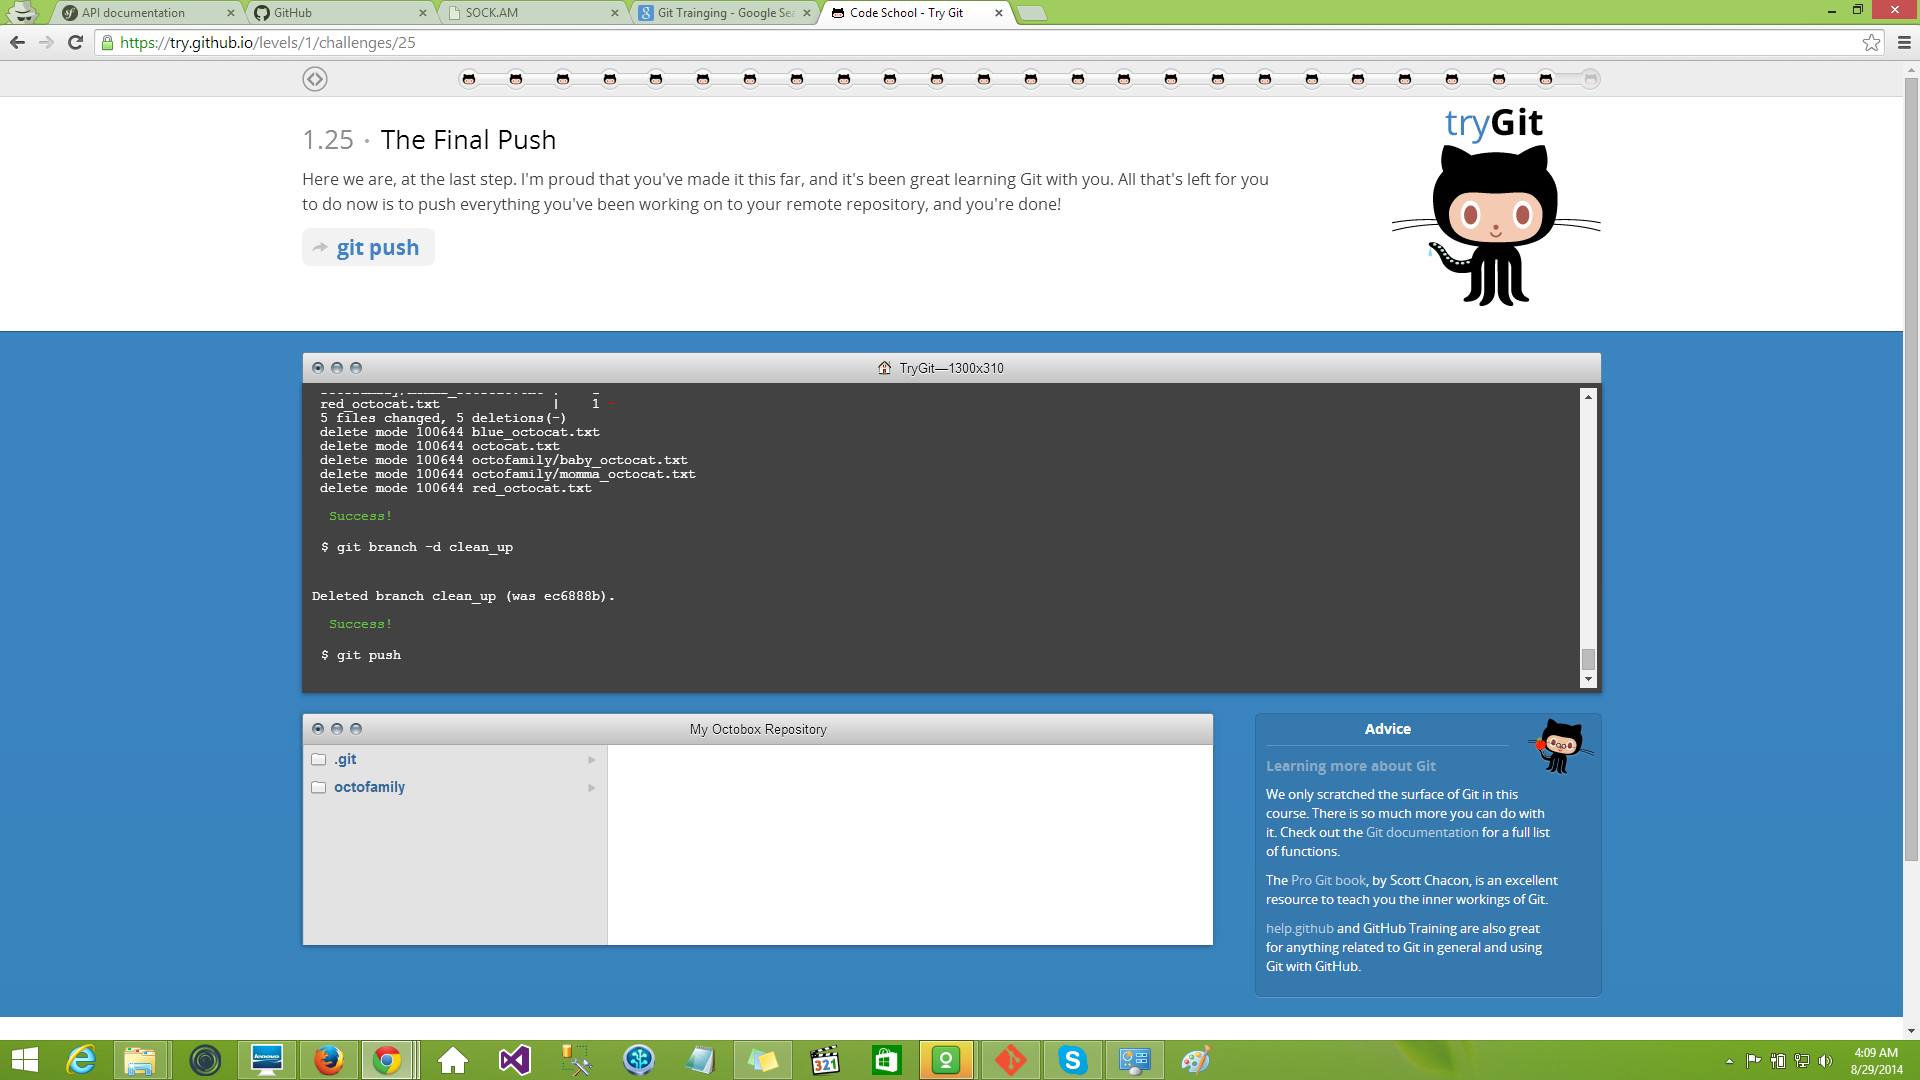 API documentation
GitHub
SOCK.AM
Git Trainging - Google Sea
Code School - Try Git
https://try.github.io/levels/1/challenges/25
1.25 · The Final Push
tryGit
Here we are, at the last step. I'm proud that you've made it this far, and it's been great learning Git with you. All that's left for you
to do now is to push everything you've been working on to your remote repository, and you're done!
git push
TryGit—1300x310
red_octocat.txt | 1
5 files changed, 5 deletions(-)
delete mode 100644 blue_octocat.txt
delete mode 100644 octocat.txt
delete mode 100644 octofamily/baby_octocat.txt
delete mode 100644 octofamily/momma_octocat.txt
delete mode 100644 red_octocat.txt
Success!
$ git branch -d clean_up
Deleted branch clean_up (was ec6888b).
Success!
$ git push
My Octobox Repository
.git
octofamily
Advice
Learning more about Git
We only scratched the surface of Git in this
course. There is so much more you can do with
it. Check out the Git documentation for a full list
of functions.
The Pro Git book, by Scott Chacon, is an excellent
resource to teach you the inner workings of Git.
help.github and GitHub Training are also great
for anything related to Git in general and using
Git with GitHub.
lenovo
321
4:09 AM
8/29/2014